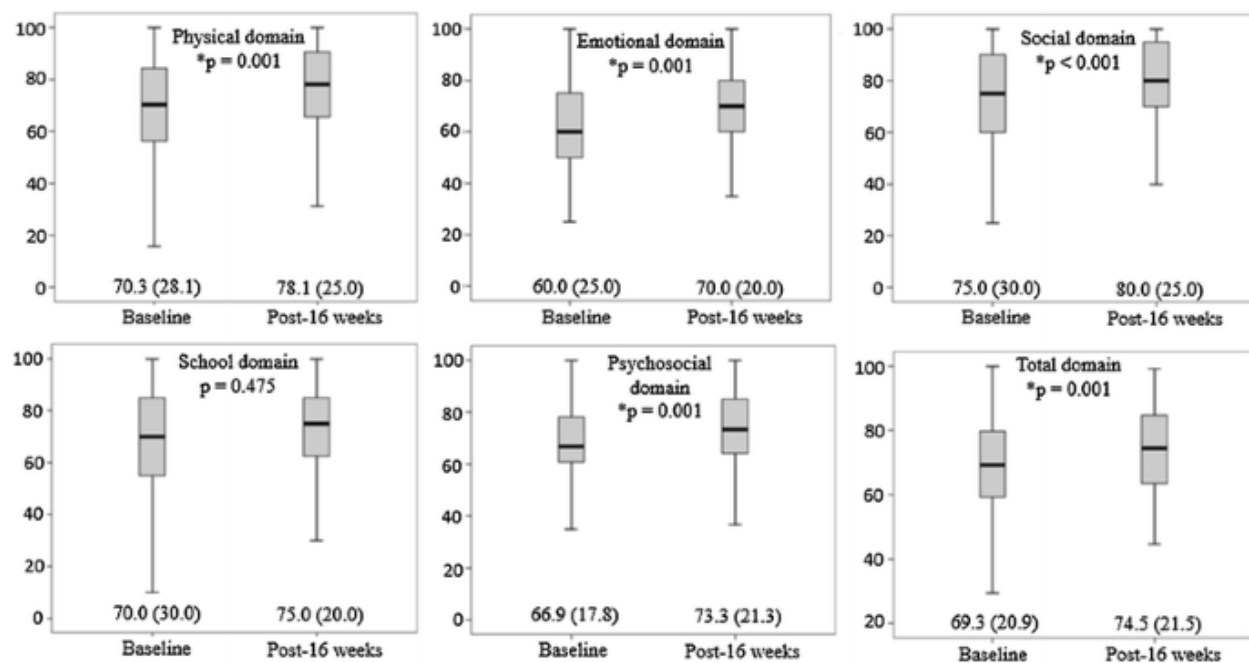 Physical domain
*p = 0.001
100
80
60
40
20
0
70.3 (28.1)
78.1 (25.0)
Baseline
Post-16 weeks
Emotional domain
*p = 0.001
100
80
60
40
20
0
60.0 (25.0)
70.0 (20.0)
Baseline
Post-16 weeks
Social domain
*p < 0.001
100
80
60
40
20
0
75.0 (30.0)
80.0 (25.0)
Baseline
Post-16 weeks
School domain
p = 0.475
100
80
60
40
20
0
70.0 (30.0)
75.0 (20.0)
Baseline
Post-16 weeks
Psychosocial
domain
*p = 0.001
100
80
60
40
20
0
66.9 (17.8)
73.3 (21.3)
Baseline
Post-16 weeks
Total domain
*p = 0.001
100
80
60
40
20
69.3 (20.9)
74.5 (21.5)
Baseline
Post-16 weeks